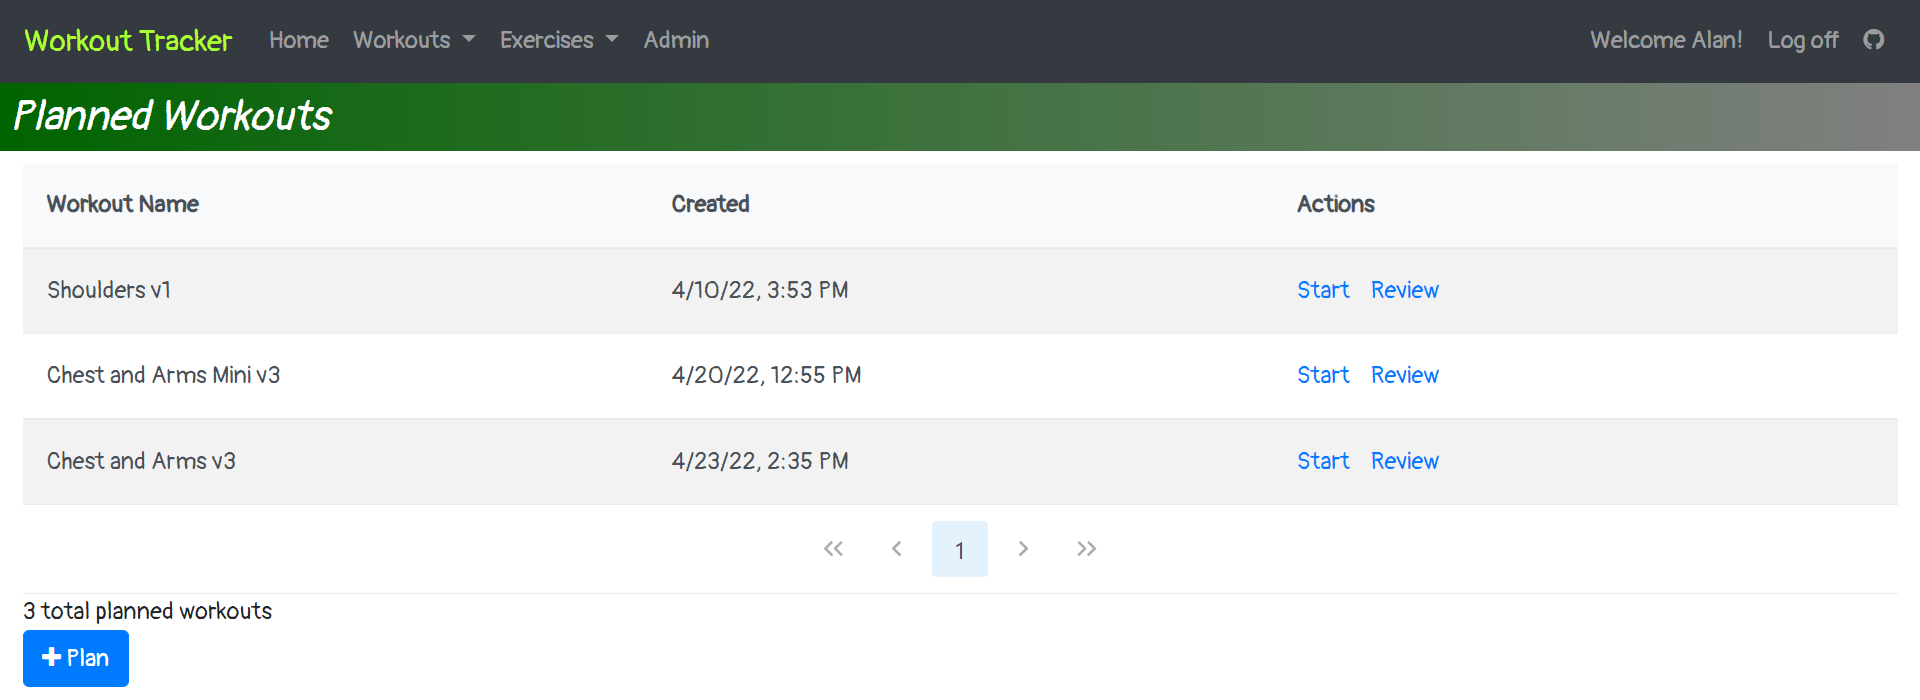 Workout Tracker Home Workouts Exercises Admin Welcome Alan! Log off
Planned Workouts
Workout Name Created Actions
Shoulders v1 4/10/22, 3:53 PM Start Review
Chest and Arms Mini v3 4/20/22, 12:55 PM Start Review
Chest and Arms v3 4/23/22, 2:35 PM Start Review
1
3 total planned workouts
Plan